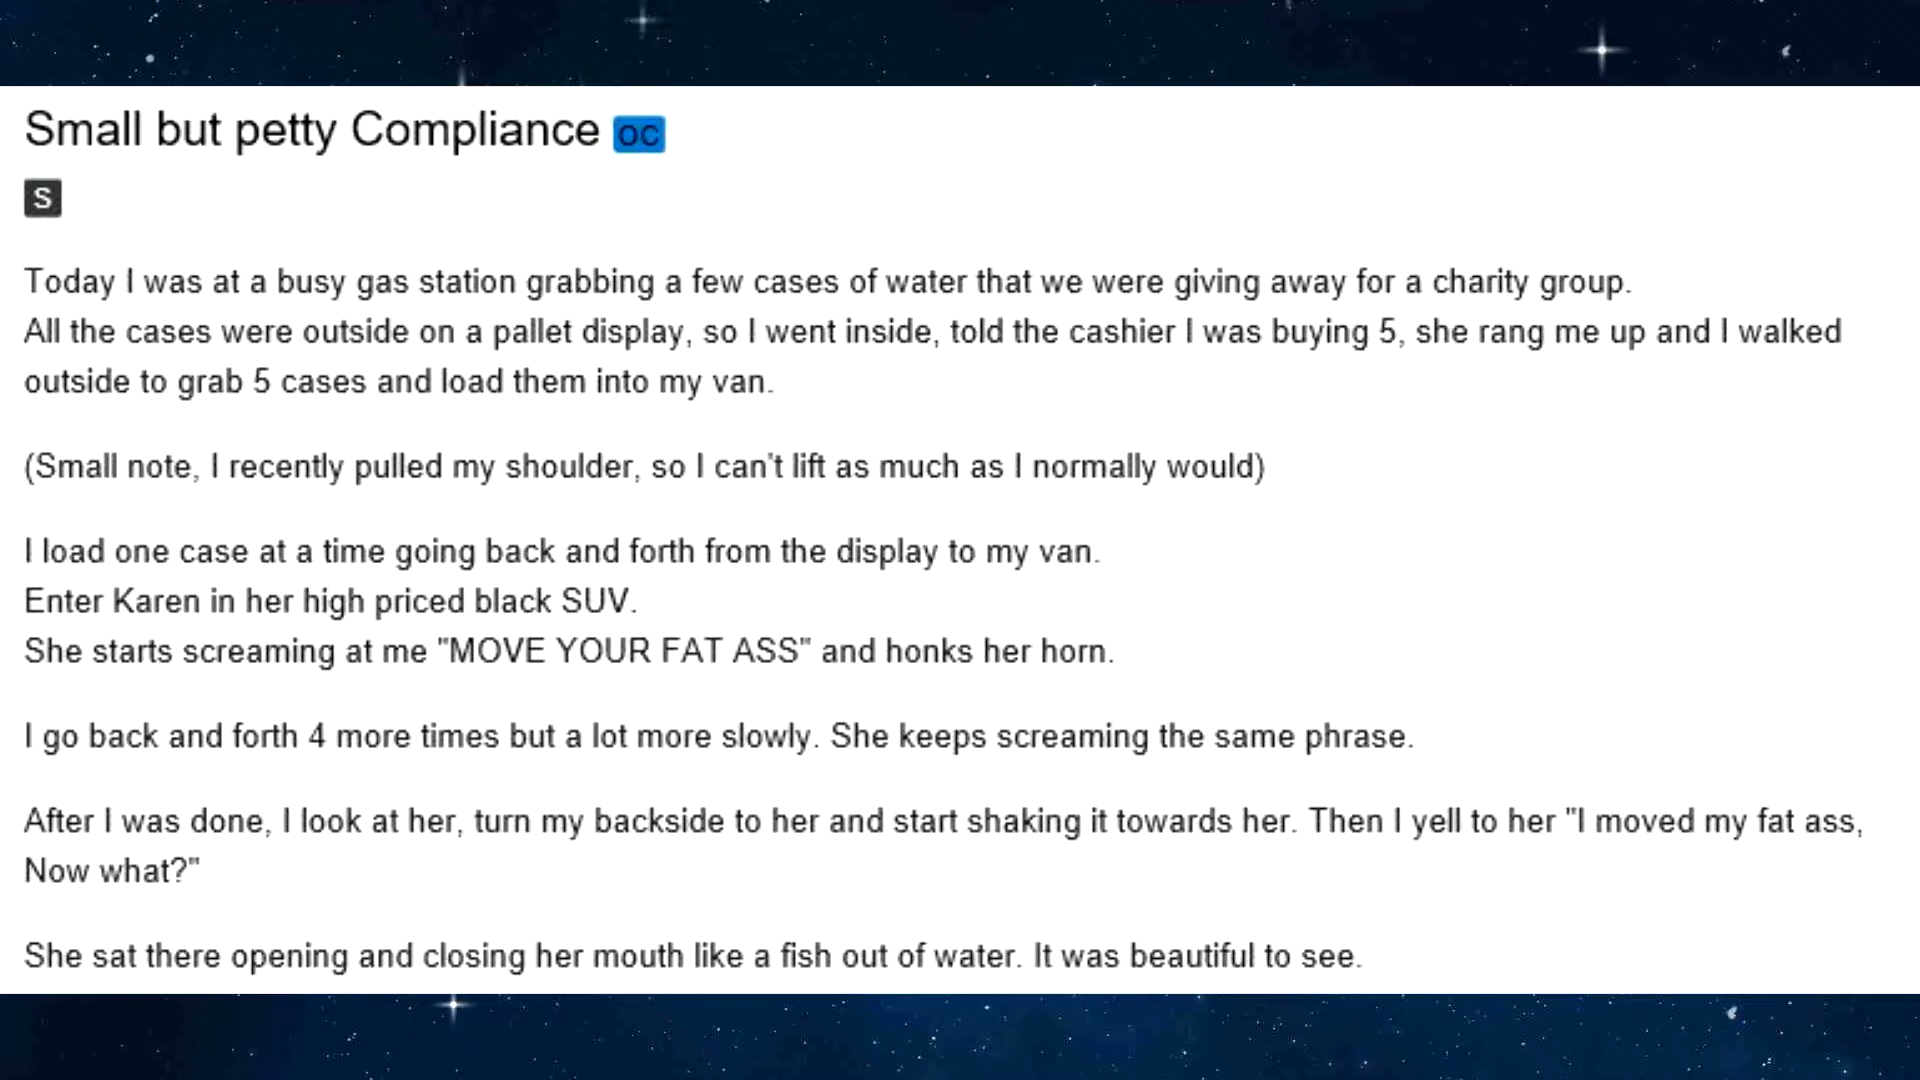 Small but petty Compliance OC
S
Today I was at a busy gas station grabbing a few cases of water that we were giving away for a charity group.
All the cases were outside on a pallet display, so I went inside, told the cashier I was buying 5, she rang me up and I walked
outside to grab 5 cases and load them into my van.
(Small note, I recently pulled my shoulder, so I can't lift as much as I normally would)
I load one case at a time going back and forth from the display to my van.
Enter Karen in her high priced black SUV.
She starts screaming at me "MOVE YOUR FAT ASS" and honks her horn.
I go back and forth 4 more times but a lot more slowly. She keeps screaming the same phrase.
After I was done, I look at her, turn my backside to her and start shaking it towards her. Then I yell to her "I moved my fat ass,
Now what?"
She sat there opening and closing her mouth like a fish out of water. It was beautiful to see.